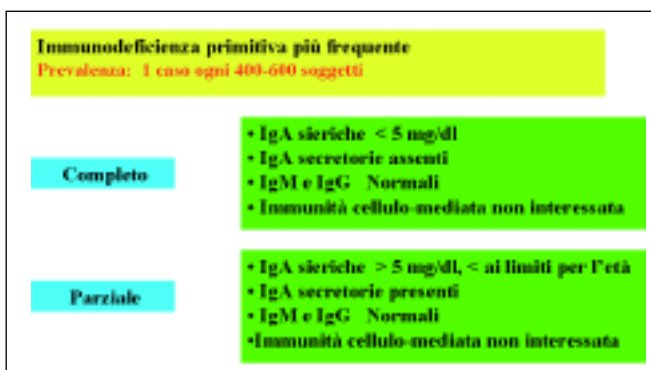 Immunodeficienza primitiva più frequente
Prevalenza: 1 caso ogni 400-600 soggetti
Completo
• IgA sieriche < 5 mg/dl
• IgA secretorie assenti
• IgM e IgG Normali
• Immunità cellulo-mediata non interessata
Parziale
• IgA sieriche > 5 mg/dl, < ai limiti per l'età
• IgA secretorie presenti
• IgM e IgG Normali
•Immunità cellulo-mediata non interessata